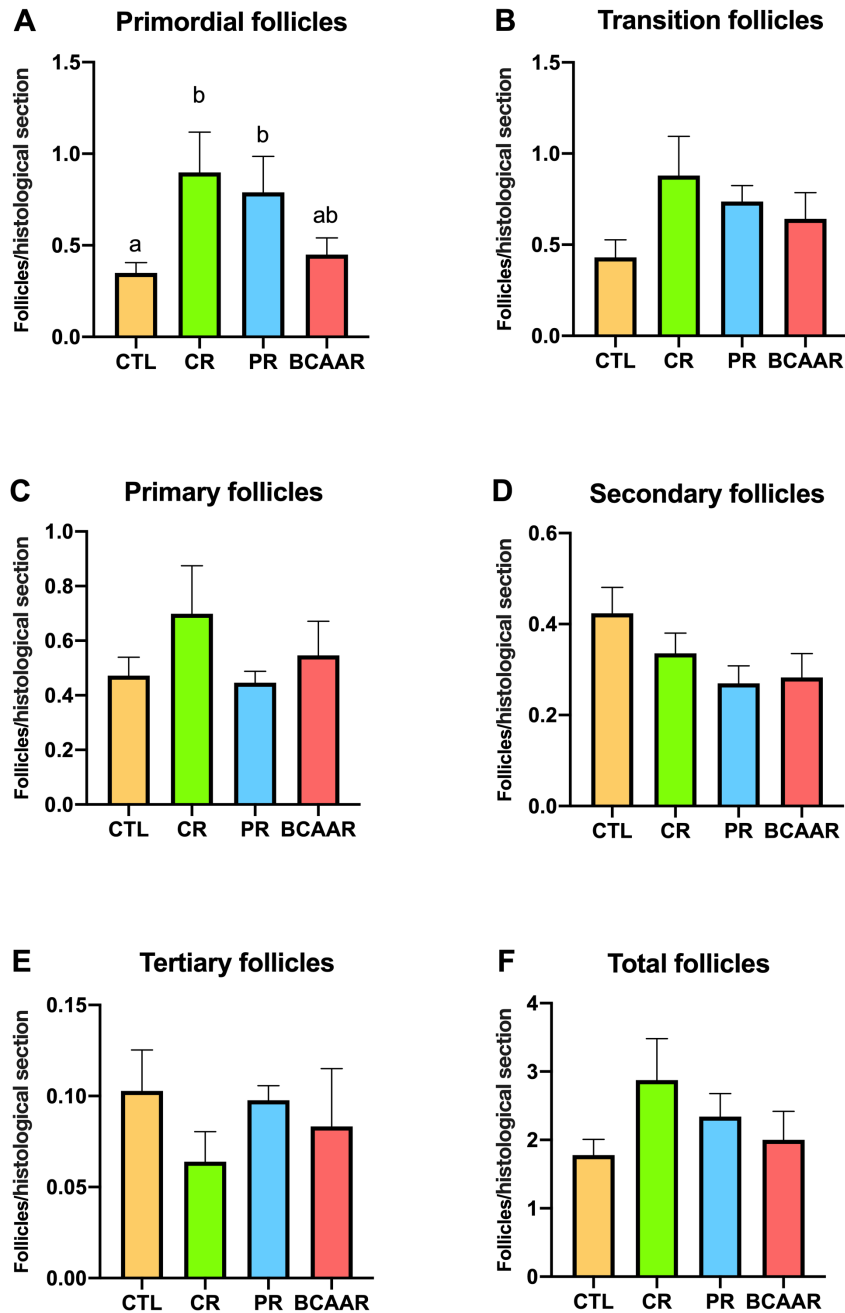 A Primordial follicles
Follicles/histological section
1.5
1.0
0.5
0.0
a
b
b
ab
CTL CR PR BCAAR
B Transition follicles
Follicles/histological section
1.5
1.0
0.5
0.0
CTL CR PR BCAAR
C Primary follicles
Follicles/histological section
1.0
0.8
0.6
0.4
0.2
0.0
CTL CR PR BCAAR
D Secondary follicles
Follicles/histological section
0.6
0.4
0.2
0.0
CTL CR PR BCAAR
E Tertiary follicles
Follicles/histological section
0.15
0.10
0.05
0.00
CTL CR PR BCAAR
F Total follicles
Follicles/histological section
4
3
2
1
0
CTL CR PR BCAAR